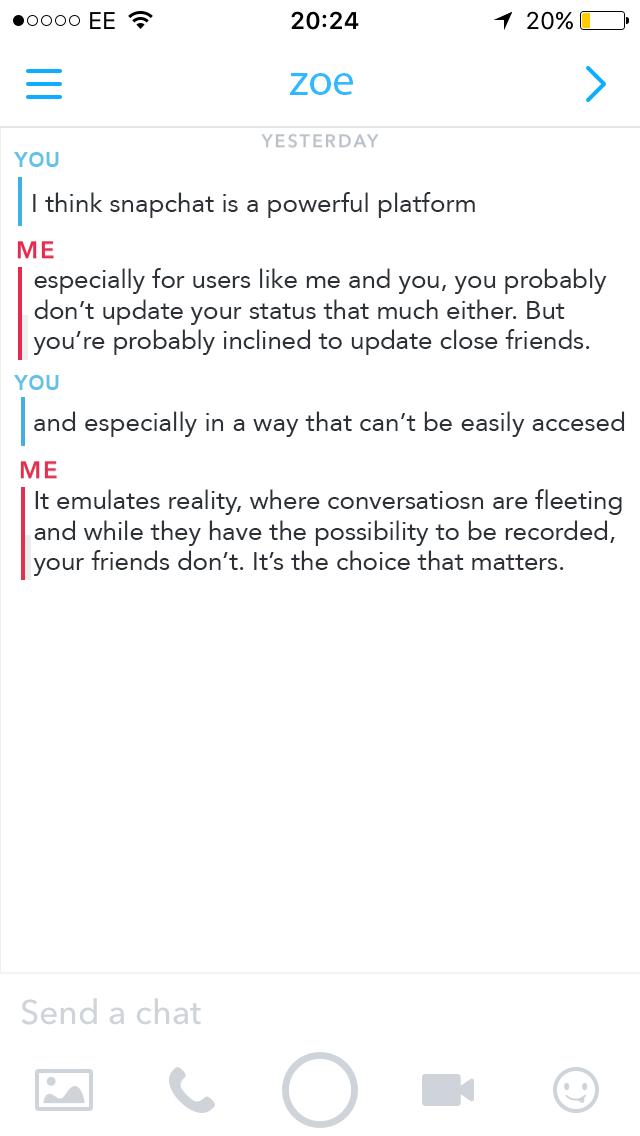 EE 20:24 20%
zoe
YESTERDAY
YOU
I think snapchat is a powerful platform
ME
especially for users like me and you, you probably
don’t update your status that much either. But
you’re probably inclined to update close friends.
YOU
and especially in a way that can’t be easily accesed
ME
It emulates reality, where conversatiosn are fleeting
and while they have the possibility to be recorded,
your friends don’t. It’s the choice that matters.
Send a chat